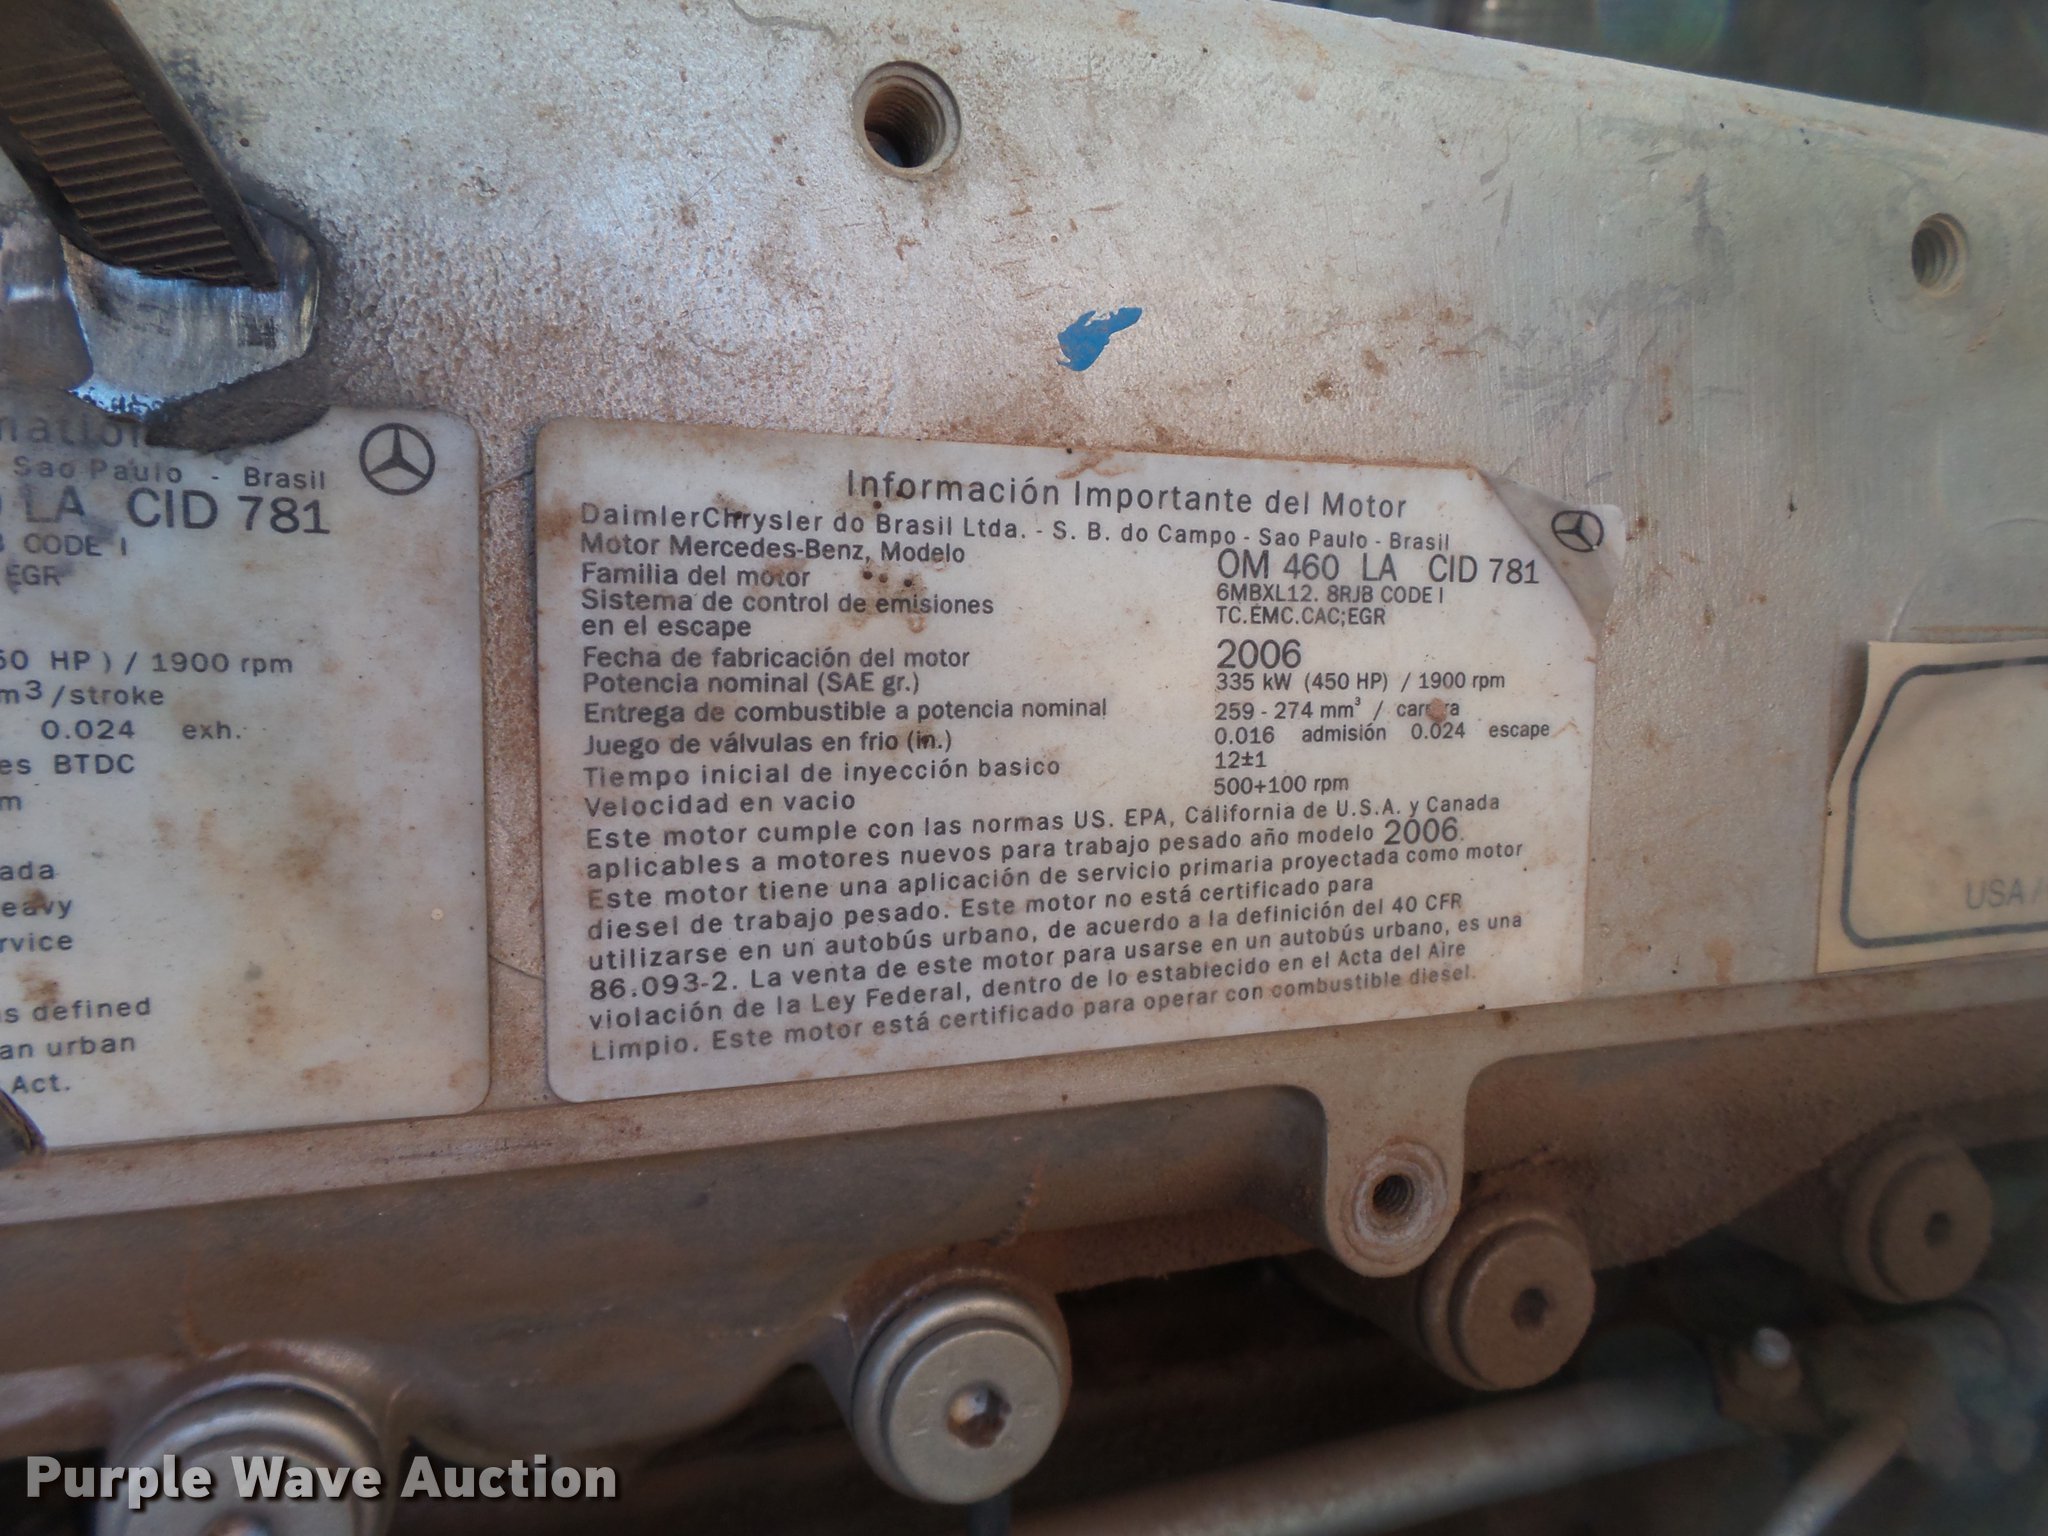 Sao Paulo - Brasil
LA CID 781
CODE I
EGR
HP ) / 1900 rpm
m3 /stroke
0.024 exh.
BTDC
defined
an urban
Act.
Información Importante del Motor
DaimlerChrysler do Brasil Ltda. - S. B. do Campo - Sao Paulo - Brasil
Motor Mercedes-Benz, Modelo OM 460 LA CID 781
Familia del motor 6MBXL12. 8RJB CODE I
Sistema de control de emisiones TC.EMC.CAC;EGR
en el escape
Fecha de fabricación del motor 2006
Potencia nominal (SAE gr.) 335 kW (450 HP) / 1900 rpm
Entrega de combustible a potencia nominal 259 - 274 mm³ / carrera
Juego de válvulas en frio (in.) 0.016 admisión 0.024 escape
Tiempo inicial de inyección basico 12±1
Velocidad en vacio 500+100 rpm
Este motor cumple con las normas US. EPA, California de U.S.A. y Canada
aplicables a motores nuevos para trabajo pesado año modelo 2006.
Este motor tiene una aplicación de servicio primaria proyectada como motor
diesel de trabajo pesado. Este motor no está certificado para
utilizarse en un autobús urbano, de acuerdo a la definición del 40 CFR
86.093-2. La venta de este motor para usarse en un autobús urbano, es una
violación de la Ley Federal, dentro de lo establecido en el Acta del Aire
Limpio. Este motor está certificado para operar con combustible diesel.
USA/
Purple Wave Auction